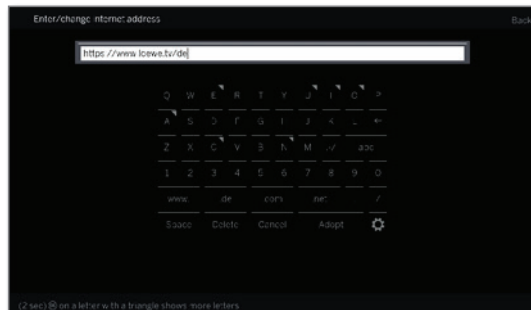 Enter/change internet address
Back
https://www.loewe.tv/de
Q W E R T Y U I O P
A S D F G H J K L ←
Z X C V B N M abc
1 2 3 4 5 6 7 8 9 0
www. .de .com .net /
Space Delete Cancel Adopt
(2 sec) OK on a letter with a triangle shows more letters